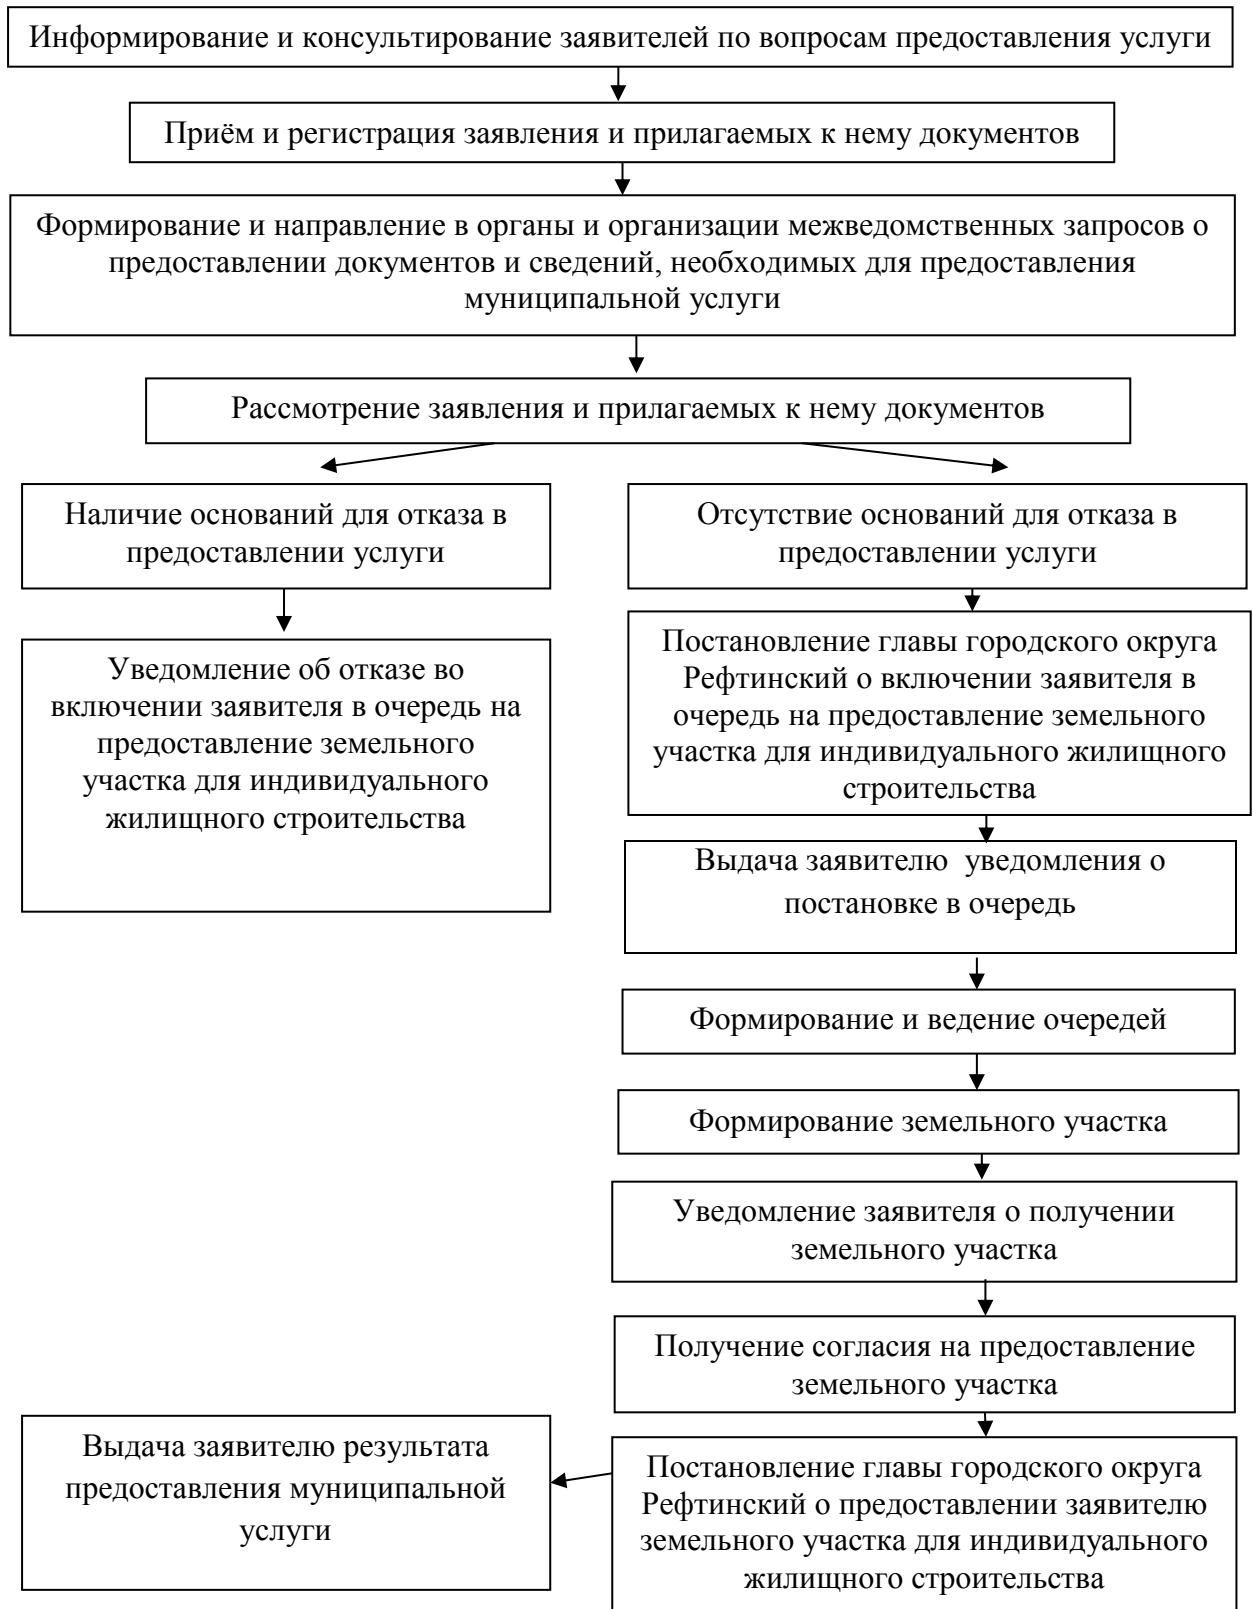 Информирование и консультирование заявителей по вопросам предоставления услуги
Приём и регистрация заявления и прилагаемых к нему документов
Формирование и направление в органы и организации межведомственных запросов о
предоставлении документов и сведений, необходимых для предоставления
муниципальной услуги
Рассмотрение заявления и прилагаемых к нему документов
Наличие оснований для отказа в
предоставлении услуги
Уведомление об отказе во
включении заявителя в очередь на
предоставление земельного
участка для индивидуального
жилищного строительства
Отсутствие оснований для отказа в
предоставлении услуги
Постановление главы городского округа
Рефтинский о включении заявителя в
очередь на предоставление земельного
участка для индивидуального жилищного
строительства
Выдача заявителю уведомления о
постановке в очередь
Формирование и ведение очередей
Формирование земельного участка
Уведомление заявителя о получении
земельного участка
Получение согласия на предоставление
земельного участка
Постановление главы городского округа
Рефтинский о предоставлении заявителю
земельного участка для индивидуального
жилищного строительства
Выдача заявителю результата
предоставления муниципальной
услуги